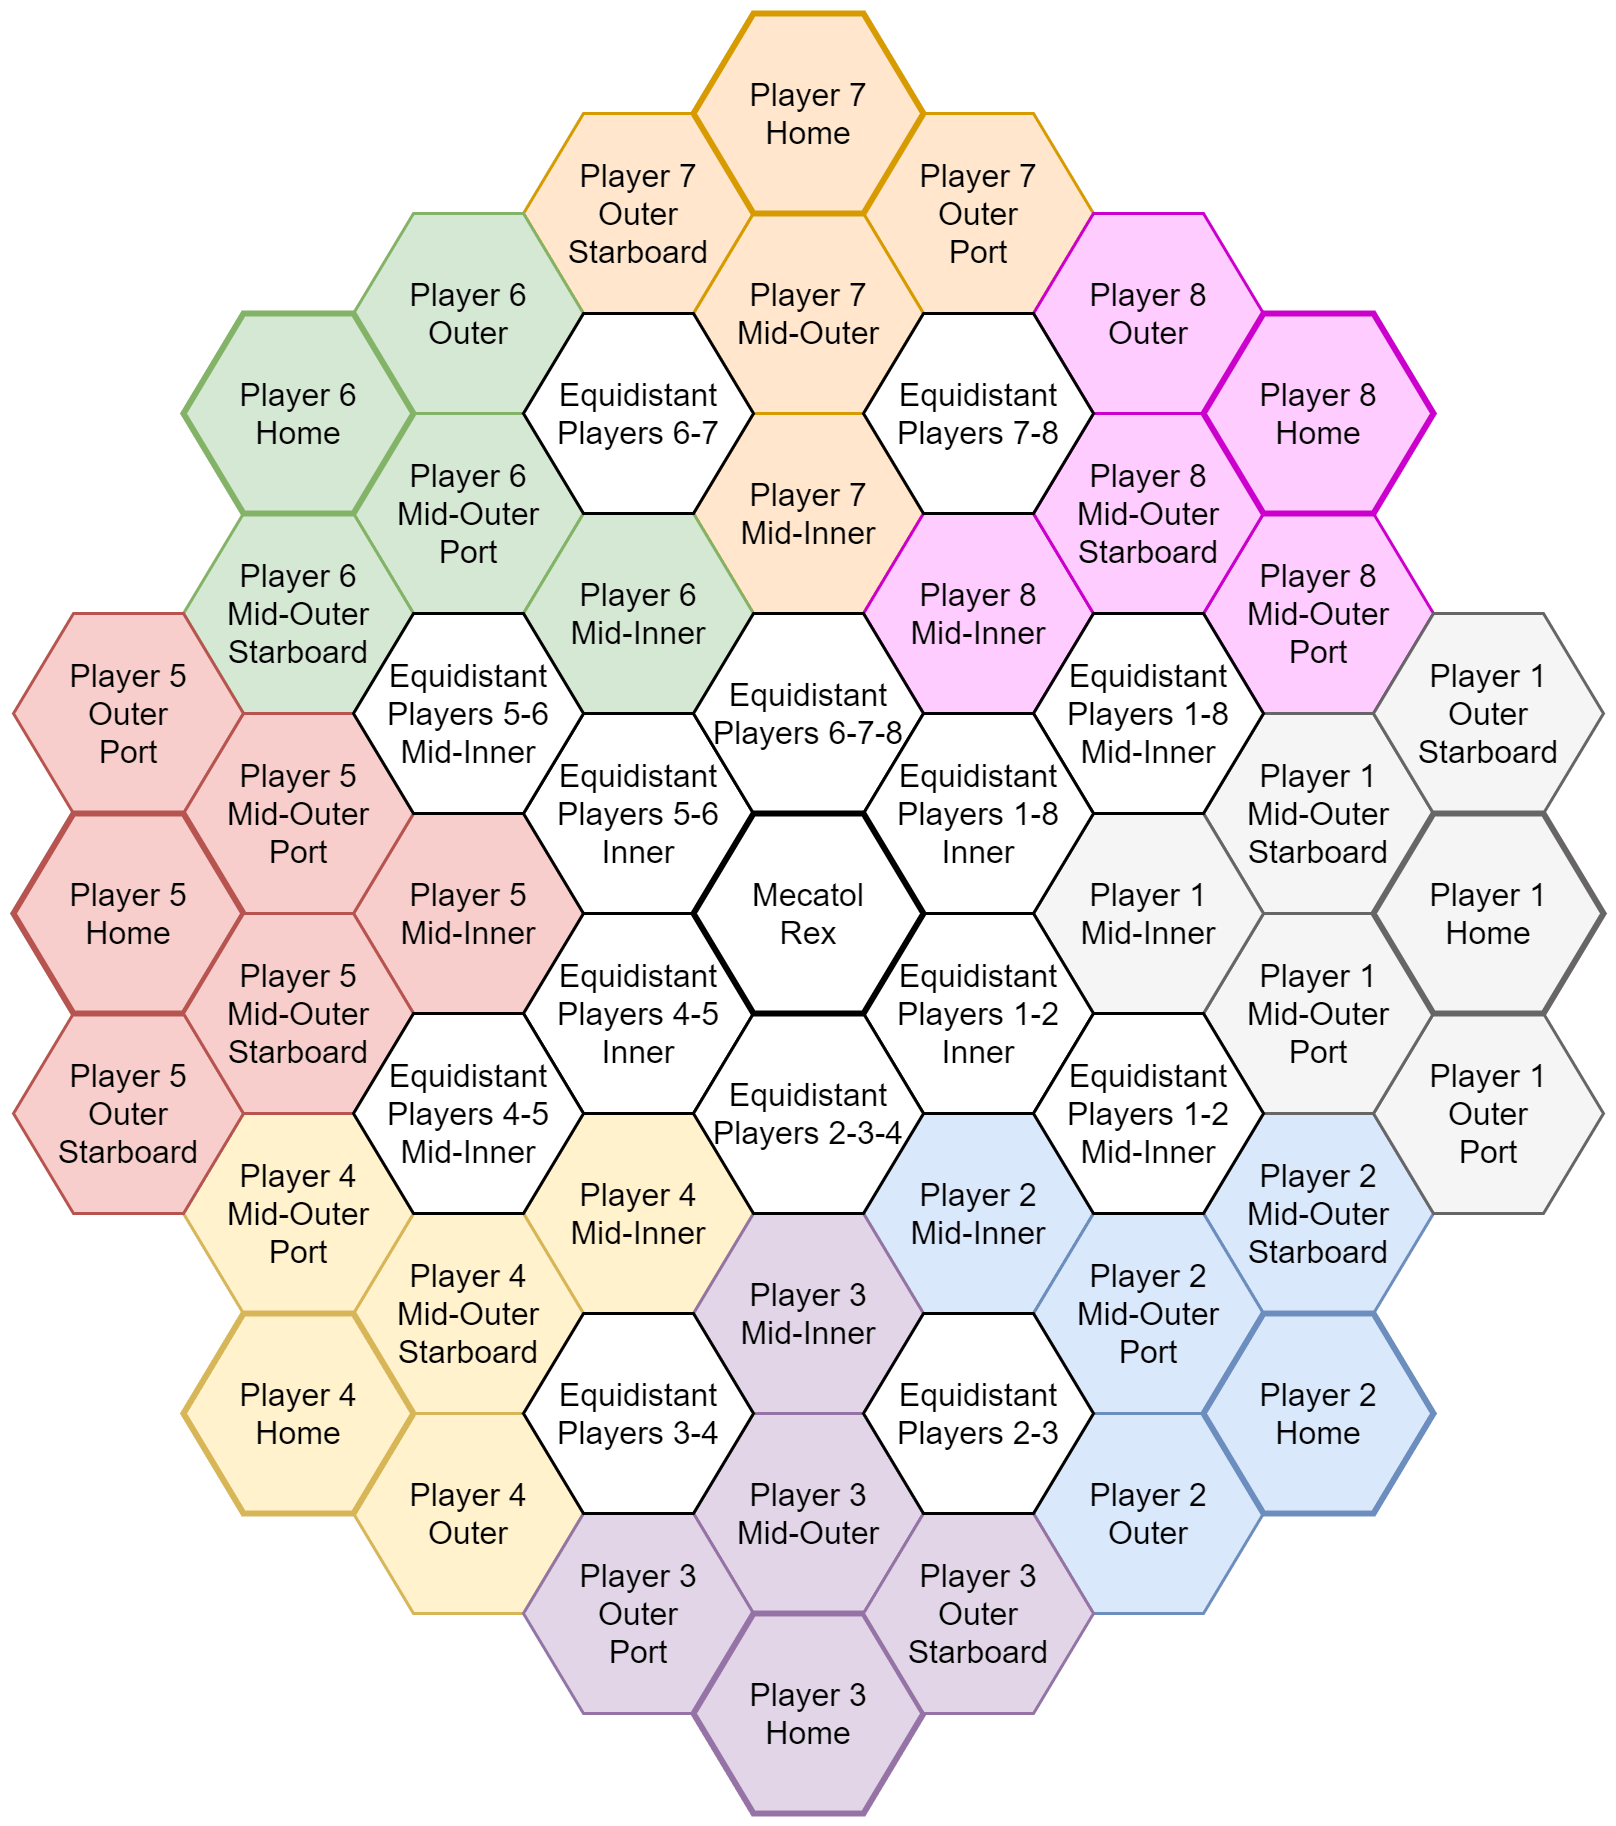 Player 7
Home
Player 7
Outer
Starboard
Player 7
Outer
Port
Player 6
Outer
Player 7
Mid-Outer
Player 8
Outer
Player 6
Home
Equidistant
Players 6-7
Equidistant
Players 7-8
Player 8
Home
Player 6
Mid-Outer
Port
Player 7
Mid-Inner
Player 8
Mid-Outer
Starboard
Player 6
Mid-Outer
Starboard
Player 6
Mid-Inner
Player 8
Mid-Inner
Player 8
Mid-Outer
Port
Player 5
Outer
Port
Equidistant
Players 5-6
Mid-Inner
Equidistant
Players 6-7-8
Equidistant
Players 1-8
Mid-Inner
Player 1
Outer
Starboard
Player 5
Mid-Outer
Port
Equidistant
Players 5-6
Inner
Equidistant
Players 1-8
Inner
Player 1
Mid-Outer
Starboard
Player 5
Home
Player 5
Mid-Inner
Mecatol
Rex
Player 1
Mid-Inner
Player 1
Home
Player 5
Mid-Outer
Starboard
Equidistant
Players 4-5
Inner
Equidistant
Players 1-2
Inner
Player 1
Mid-Outer
Port
Player 5
Outer
Starboard
Equidistant
Players 4-5
Mid-Inner
Equidistant
Players 2-3-4
Equidistant
Players 1-2
Mid-Inner
Player 1
Outer
Port
Player 4
Mid-Outer
Port
Player 4
Mid-Inner
Player 2
Mid-Inner
Player 2
Mid-Outer
Starboard
Player 4
Mid-Outer
Starboard
Player 3
Mid-Inner
Player 2
Mid-Outer
Port
Player 4
Home
Equidistant
Players 3-4
Equidistant
Players 2-3
Player 2
Home
Player 4
Outer
Player 3
Mid-Outer
Player 2
Outer
Player 3
Outer
Port
Player 3
Outer
Starboard
Player 3
Home